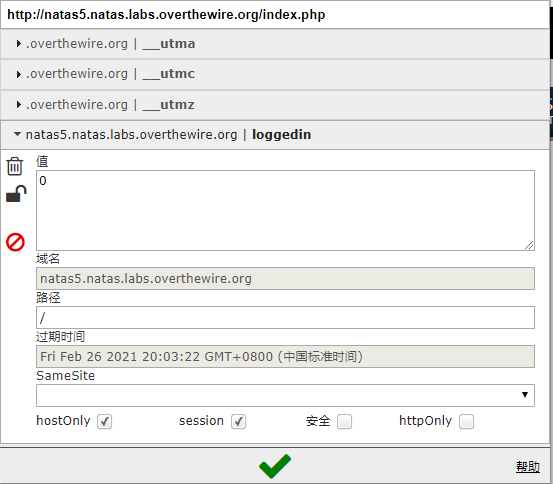 http://natas5.natas.labs.overthewire.org/index.php
.overthewire.org | __utma
.overthewire.org | __utmc
.overthewire.org | __utmz
natas5.natas.labs.overthewire.org | loggedin
值
0
域名
natas5.natas.labs.overthewire.org
路径
/
过期时间
Fri Feb 26 2021 20:03:22 GMT+0800 (中国标准时间)
SameSite
hostOnly session 安全 httpOnly
帮助